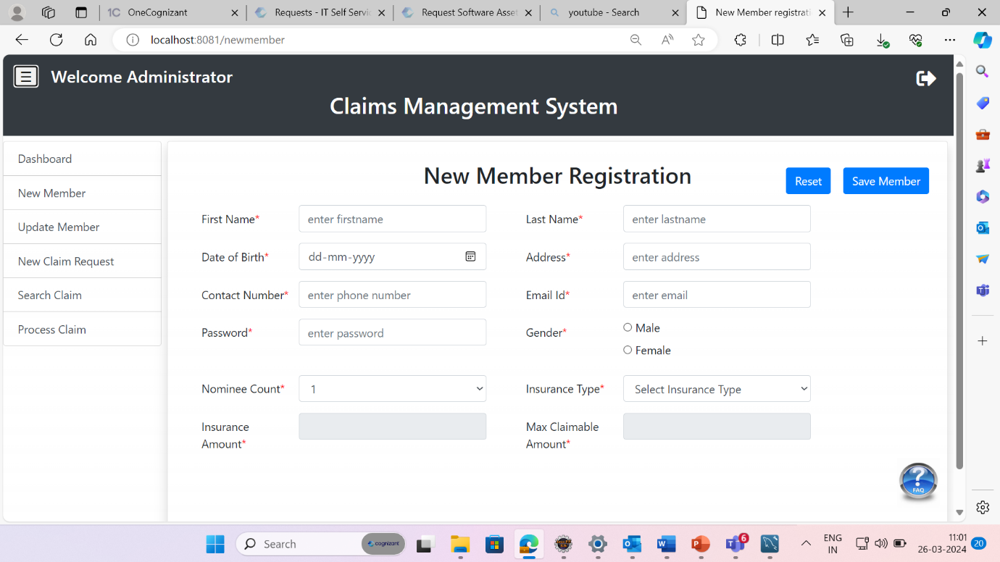 1C OneCognizant
Requests - IT Self Servic
Request Software Asset
youtube - Search
New Member registrati
localhost:8081/newmember
Welcome Administrator
Claims Management System
Dashboard
New Member
Update Member
New Claim Request
Search Claim
Process Claim
New Member Registration
Reset
Save Member
First Name*
enter firstname
Last Name*
enter lastname
Date of Birth*
dd-mm-yyyy
Address*
enter address
Contact Number*
enter phone number
Email Id*
enter email
Password*
enter password
Gender*
Male
Female
Nominee Count*
1
Insurance Type*
Select Insurance Type
Insurance
Amount*
Max Claimable
Amount*
FAQ
Search
cognizant
6
ENG
IN
11:01
26-03-2024
20